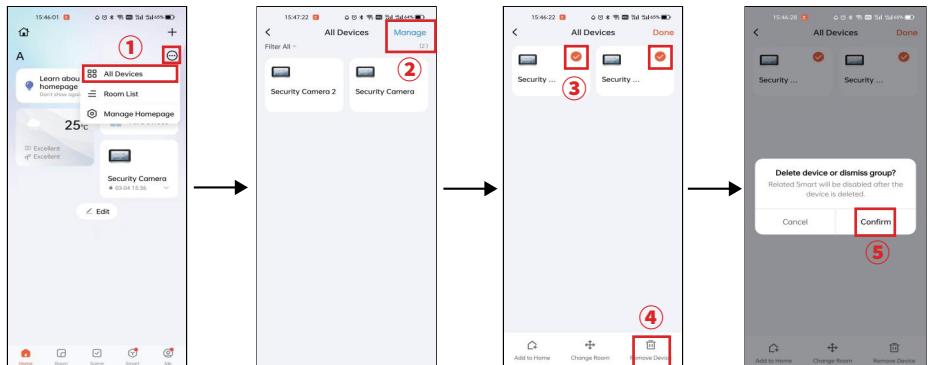 15:46:01
64%
①
A
Learn abou
homepage
Don't show again
All Devices
Room List
Manage Homepage
25°C
Excellent
Excellent
Security Camera
03-04 15:36
Edit
Home
Room
Scene
Smart
Me
15:47:22
64%
All Devices
Manage
Filter All
(2)
②
Security Camera 2
Security Camera
15:46:22
65%
All Devices
Done
Security ...
Security ...
③
④
Add to Home
Change Room
Remove Device
15:46:28
65%
All Devices
Done
Security ...
Security ...
Delete device or dismiss group?
Related Smart will be disabled after the
device is deleted.
Cancel
Confirm
⑤
Add to Home
Change Room
Remove Device